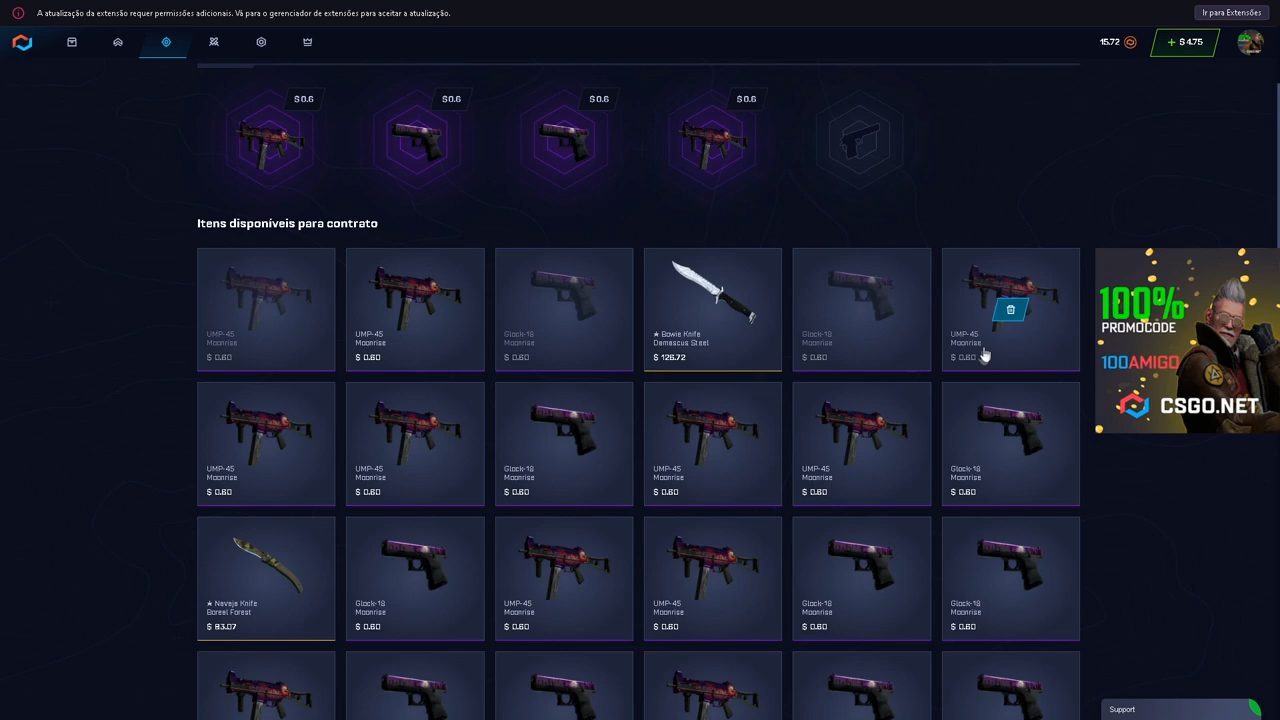 A atualização da extensão requer permissões adicionais. Vá para o gerenciador de extensões para aceitar a atualização.
Ir para Extensões
15.72
+ $ 4.75
$ 0.6
$ 0.6
$ 0.6
$ 0.6
Itens disponíveis para contrato
UMP-45
Moonrise
$ 0.60
UMP-45
Moonrise
$ 0.60
Glock-18
Moonrise
$ 0.60
★ Bowie Knife
Damascus Steel
$ 126.72
Glock-18
Moonrise
$ 0.60
UMP-45
Moonrise
$ 0.60
100%
PROMOCODE
100AMIGO
CSGO.NET
UMP-45
Moonrise
$ 0.60
UMP-45
Moonrise
$ 0.60
Glock-18
Moonrise
$ 0.60
UMP-45
Moonrise
$ 0.60
UMP-45
Moonrise
$ 0.60
Glock-18
Moonrise
$ 0.60
★ Navaja Knife
Boreal Forest
$ 83.07
Glock-18
Moonrise
$ 0.60
UMP-45
Moonrise
$ 0.60
UMP-45
Moonrise
$ 0.60
Glock-18
Moonrise
$ 0.60
Glock-18
Moonrise
$ 0.60
Support